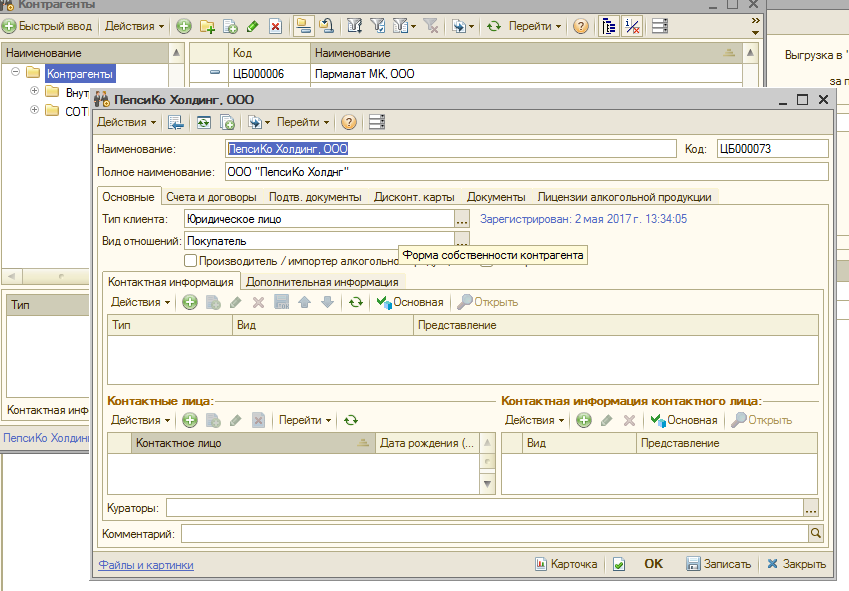 Контрагенты
Быстрый ввод Действия Перейти
Наименование Код Наименование
Контрагенты ЦБ000006 Пармалат МК, ООО
Выгрузка в "
за п
Внут
СОТ
Тип
Контактная инф
ПепсиКо Холдинг
ПепсиКо Холдинг, ООО
Действия Перейти
Наименование: ПепсиКо Холдинг, ООО Код: ЦБ000073
Полное наименование: ООО "ПепсиКо Холднг"
Основные Счета и договоры Подтв. документы Дисконт. карты Документы Лицензии алкогольной продукции
Тип клиента: Юридическое лицо ... Зарегистрирован: 2 мая 2017 г. 13:34:05
Вид отношений: Покупатель ...
Форма собственности контрагента
Производитель / импортер алкогольно
Контактная информация Дополнительная информация
Действия Основная Открыть
Тип Вид Представление
Контактные лица: Контактная информация контактного лица:
Действия Перейти Действия Основная Открыть
Контактное лицо Дата рождения (... Вид Представление
Кураторы: ...
Комментарий:
Файлы и картинки Карточка OK Записать Закрыть